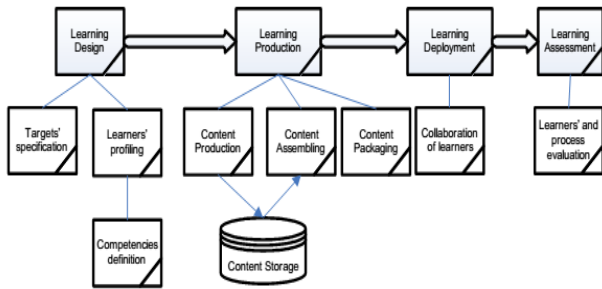 Learning
Design
Learning
Production
Learning
Deployment
Learning
Assessment
Targets'
specification
Learners'
profiling
Content
Production
Content
Assembling
Content
Packaging
Collaboration
of learners
Learners' and
process
evaluation
Competencies
definition
Content Storage